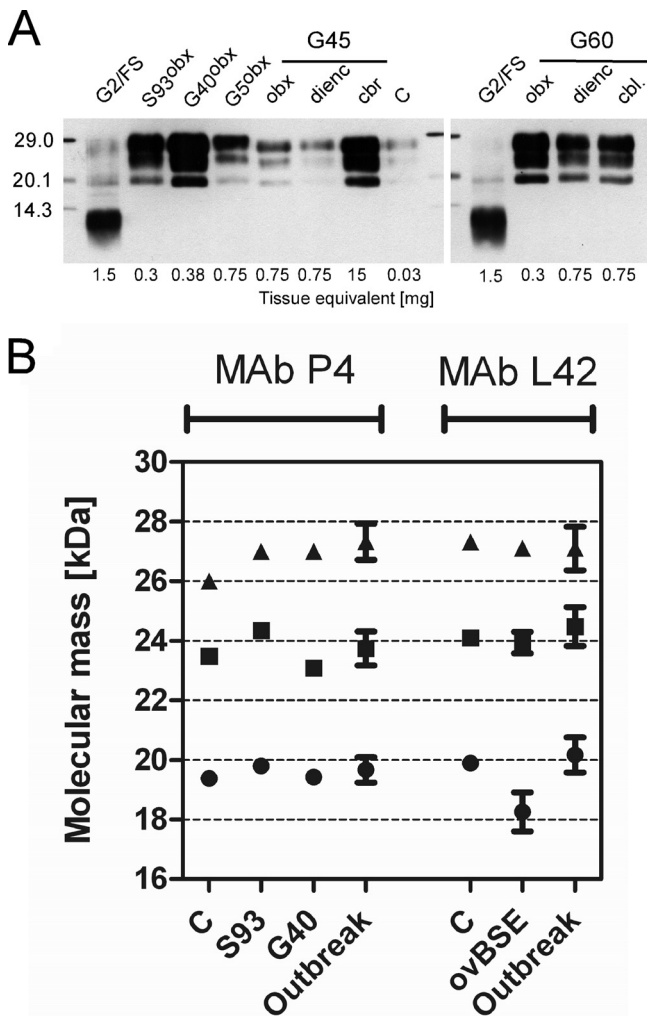 A
G45
G60
G2/FS S93obx G40obx G5obx obx dienc cbr C G2/FS obx dienc cbl.
29.0
20.1
14.3
1.5 0.3 0.38 0.75 0.75 0.75 15 0.03 1.5 0.3 0.75 0.75
Tissue equivalent [mg]
B
MAb P4 MAb L42
Molecular mass [kDa]
30
28
26
24
22
20
18
16
C S93 G40 Outbreak C ovBSE Outbreak